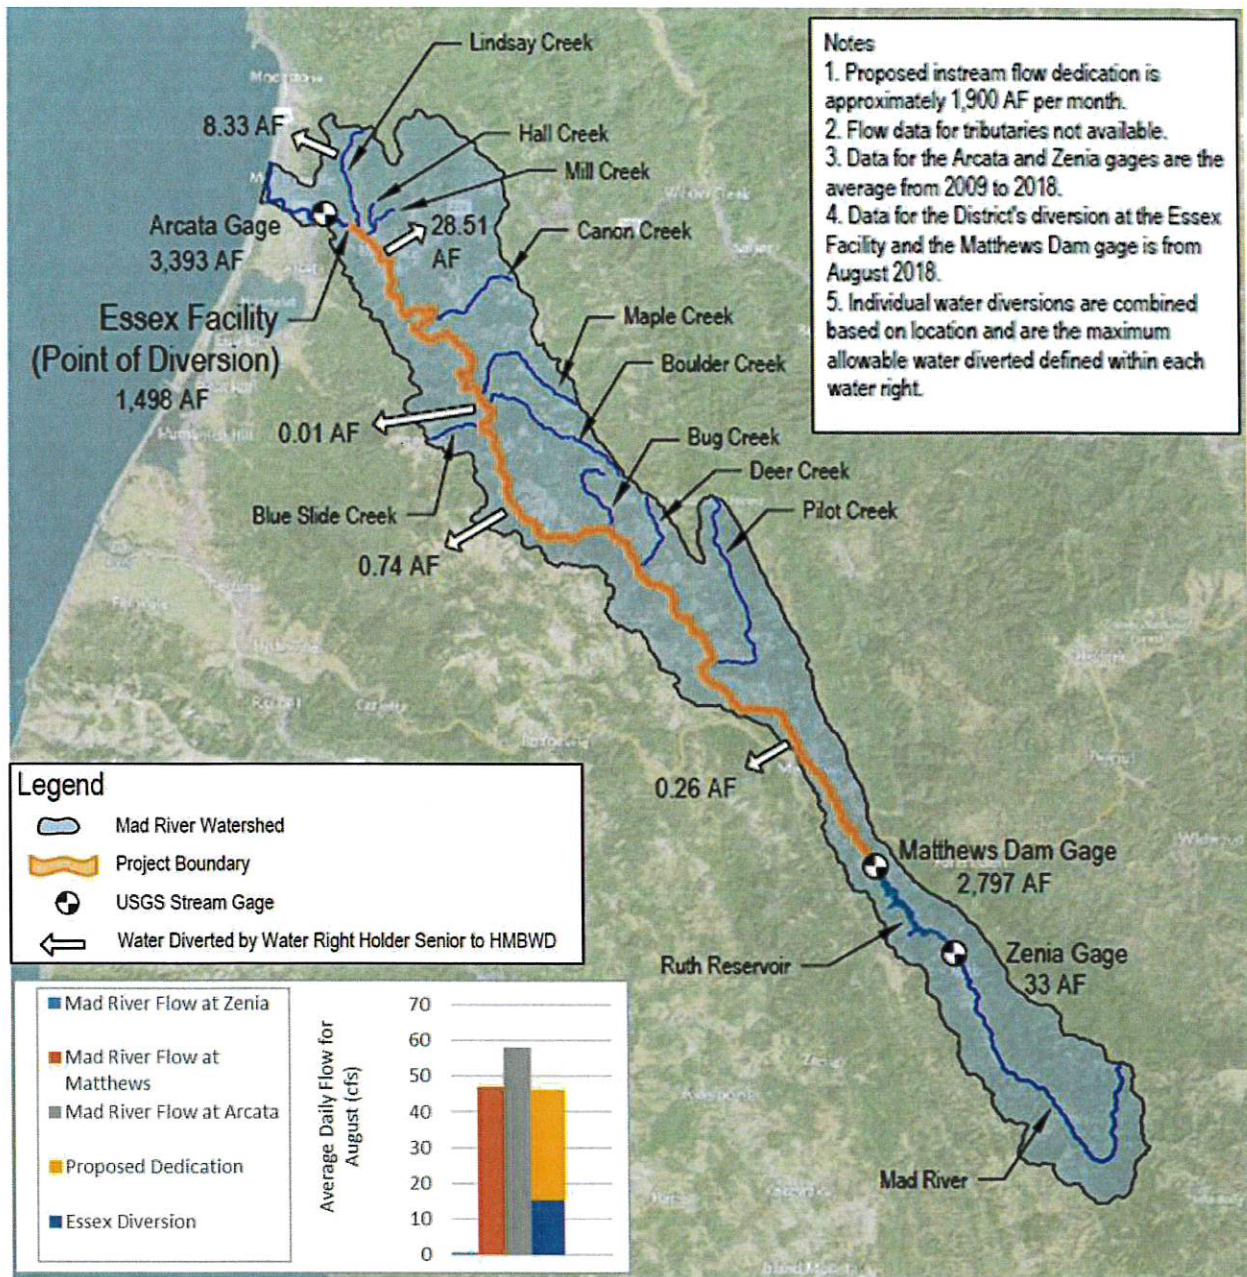 Lindsay Creek
8.33 AF
Hall Creek
Mill Creek
Arcata Gage
3,393 AF
28.51
AF
Canon Creek
Essex Facility
(Point of Diversion)
1,498 AF
Maple Creek
Boulder Creek
0.01 AF
Bug Creek
Deer Creek
Pilot Creek
Blue Slide Creek
0.74 AF
0.26 AF
Matthews Dam Gage
2,797 AF
Ruth Reservoir
Zenia Gage
33 AF
Mad River
Notes
1. Proposed instream flow dedication is
approximately 1,900 AF per month.
2. Flow data for tributaries not available.
3. Data for the Arcata and Zenia gages are the
average from 2009 to 2018.
4. Data for the District's diversion at the Essex
Facility and the Matthews Dam gage is from
August 2018.
5. Individual water diversions are combined
based on location and are the maximum
allowable water diverted defined within each
water right.
Legend
Mad River Watershed
Project Boundary
USGS Stream Gage
Water Diverted by Water Right Holder Senior to HMBWD
Mad River Flow at Zenia
Mad River Flow at
Matthews
Mad River Flow at Arcata
Proposed Dedication
Essex Diversion
Average Daily Flow for
August (cfs)
70
60
50
40
30
20
10
0